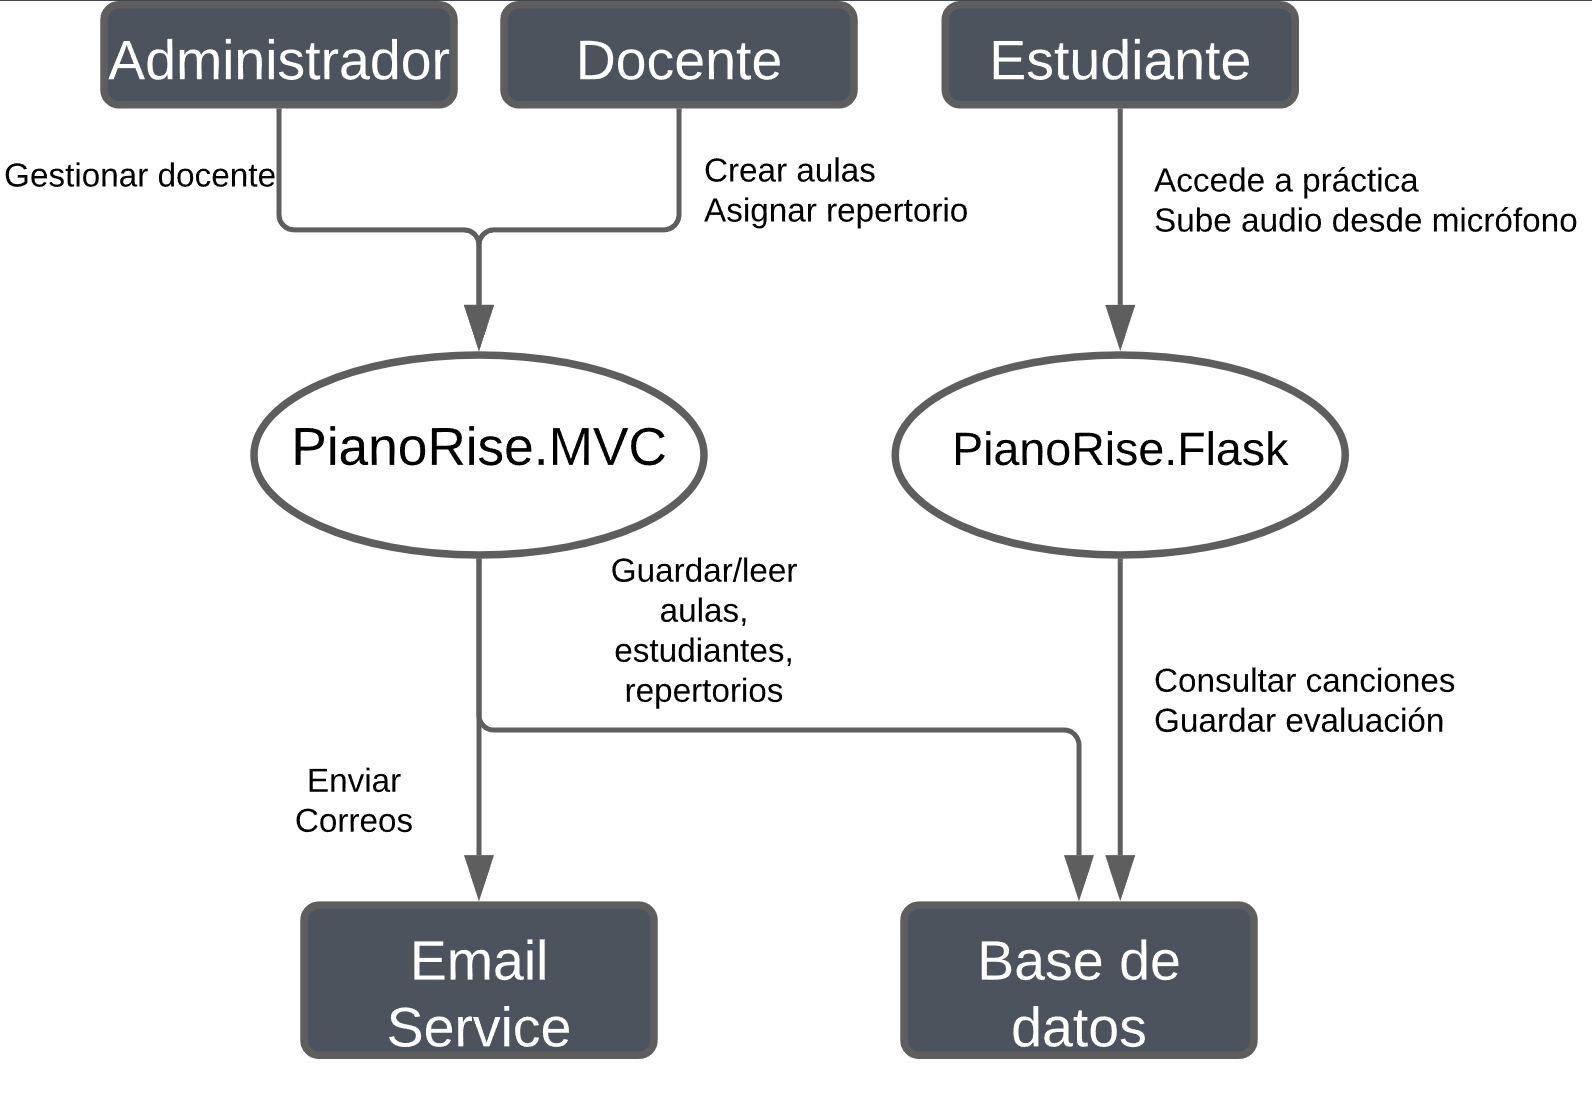 Administrador
Docente
Estudiante
Gestionar docente
Crear aulas
Asignar repertorio
Accede a práctica
Sube audio desde micrófono
PianoRise.MVC
PianoRise.Flask
Guardar/leer
aulas,
estudiantes,
repertorios
Consultar canciones
Guardar evaluación
Enviar
Correos
Email
Service
Base de
datos